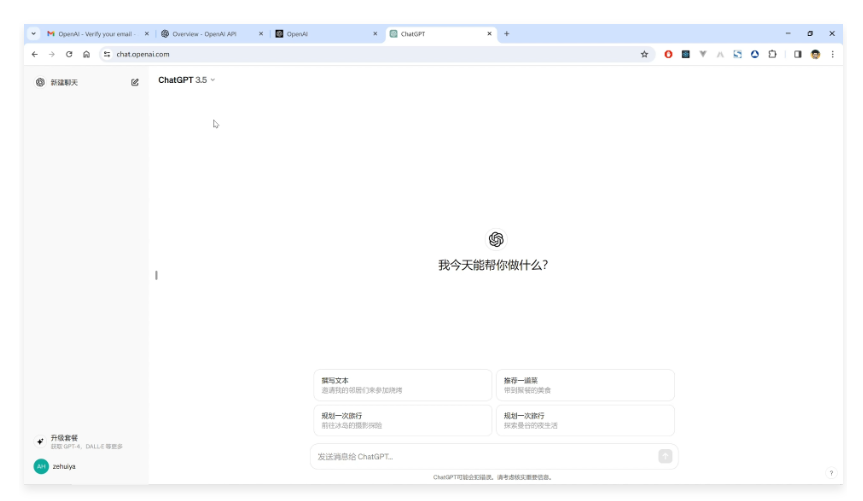 OpenAI - Verify your email -
Overview - OpenAI API
OpenAI
ChatGPT
chat.openai.com
新建聊天
ChatGPT 3.5
我今天能帮你做什么?
撰写文本
邀请我的邻居们来参加烧烤
推荐一道菜
带到聚餐的美食
规划一次旅行
前往冰岛的摄影探险
规划一次旅行
探索曼谷的夜生活
升级套餐
获取 GPT-4、DALL·E 等更多
发送消息给 ChatGPT...
AH zehuiya
ChatGPT可能会犯错误。请考虑核实重要信息。
?